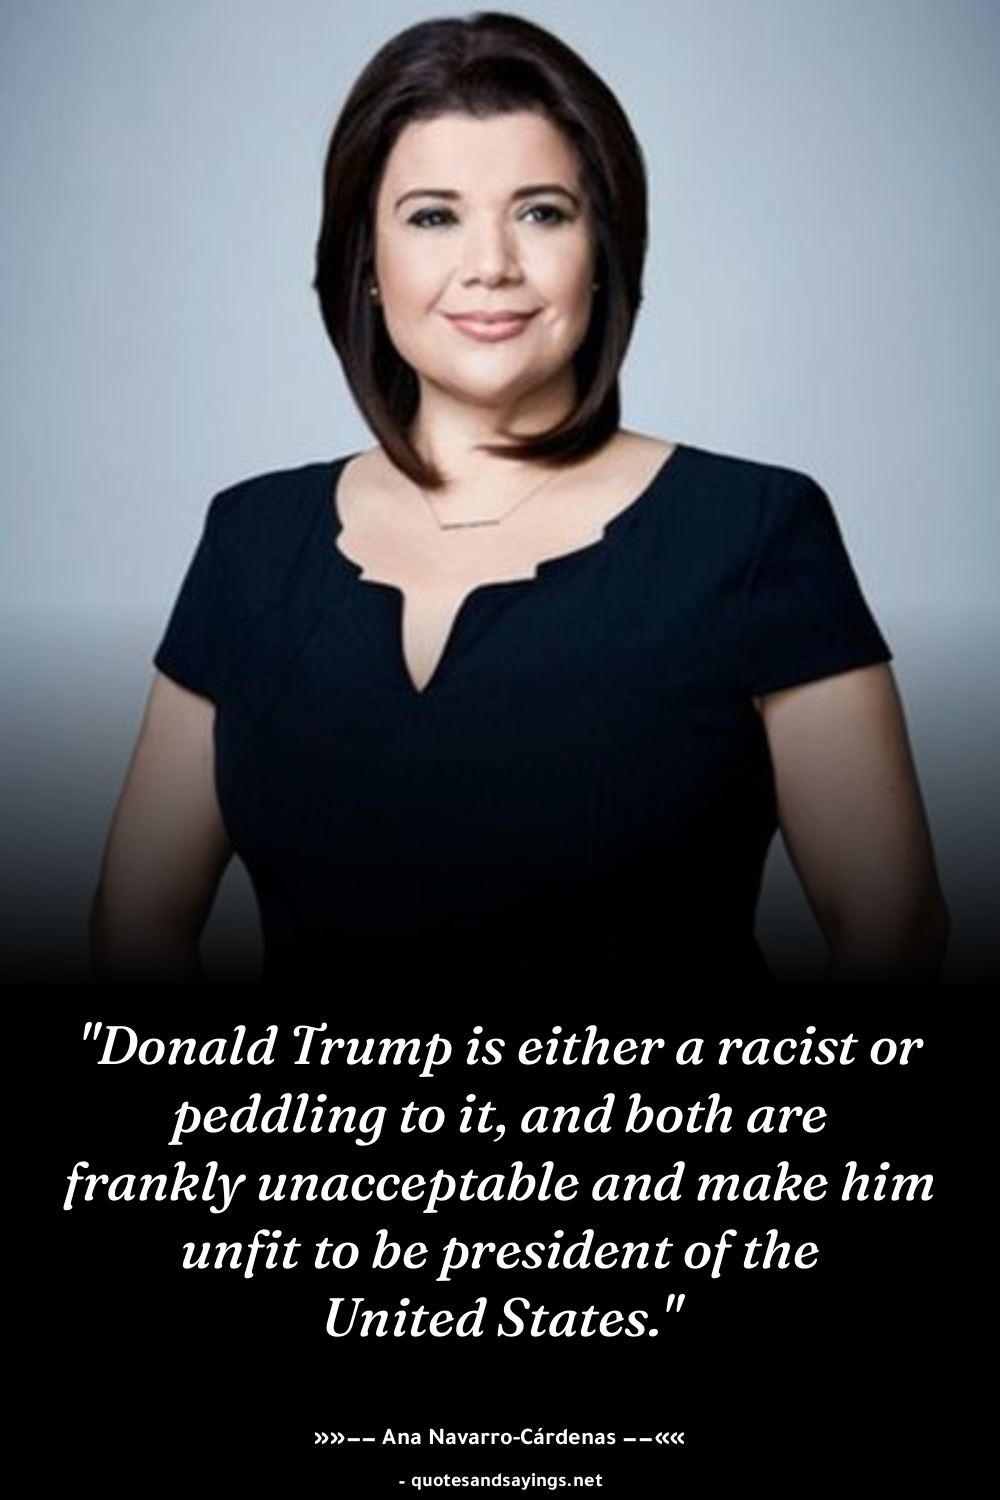 "Donald Trump is either a racist or
peddling to it, and both are
frankly unacceptable and make him
unfit to be president of the
United States."
»»−− Ana Navarro-Cárdenas −−««
- quotesandsayings.net